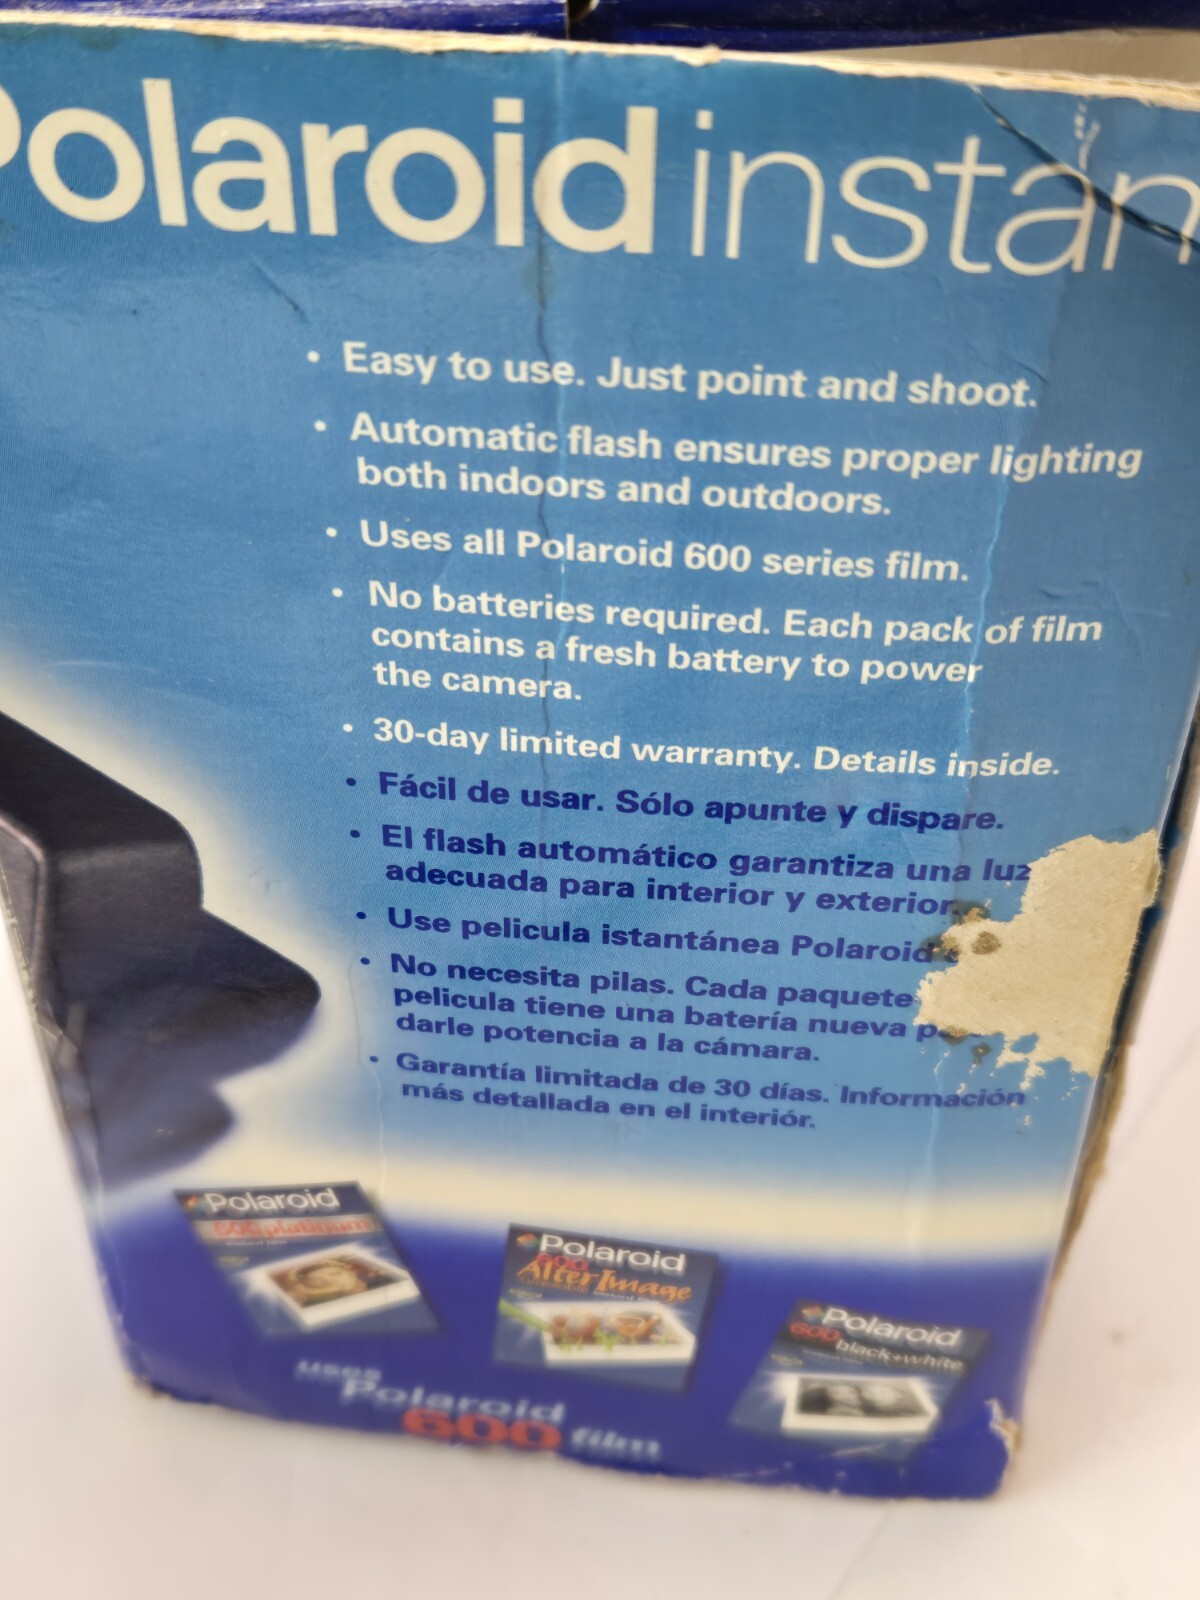 Polaroid instan
• Easy to use. Just point and shoot.
• Automatic flash ensures proper lighting
both indoors and outdoors.
• Uses all Polaroid 600 series film.
• No batteries required. Each pack of film
contains a fresh battery to power
the camera.
• 30-day limited warranty. Details inside.
• Fácil de usar. Sólo apunte y dispare.
• El flash automático garantiza una luz
adecuada para interior y exterior.
• Use pelicula istantánea Polaroid
• No necesita pilas. Cada paquete
pelicula tiene una batería nueva
darle potencia a la cámara.
• Garantía limitada de 30 días. Información
más detallada en el interiór.
Polaroid
600 platinum
Polaroid
600
AlterImage
Polaroid
600
black+white
uses
Polaroid
600 film